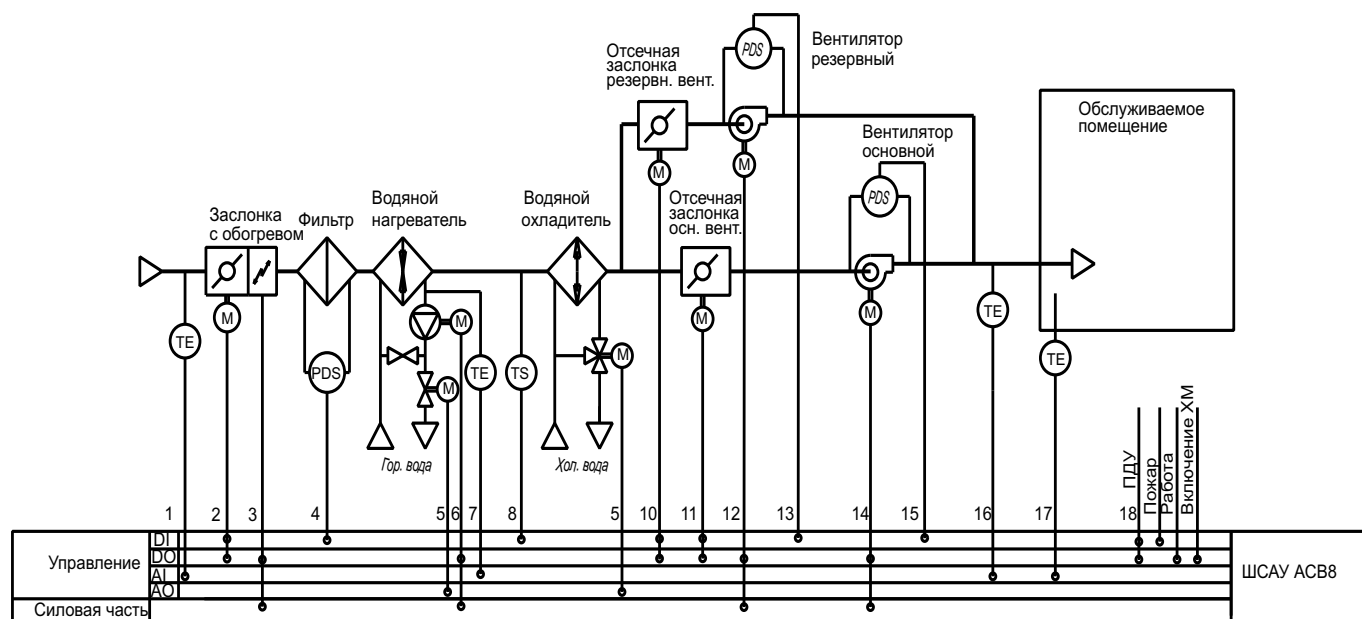 PDS
Вентилятор
резервный
Отсечная
заслонка
резервн. вент.
Обслуживаемое
помещение
Вентилятор
основной
M
M
PDS
Заслонка
с обогревом
Фильтр
Водяной
нагреватель
Водяной
охладитель
Отсечная
заслонка
осн. вент.
M
M
M
M
TE
TE
PDS
TE
TS
M
M
TE
Гор. вода
Хол. вода
ПДУ
Пожар
Работа
Включение ХМ
1
2
3
4
5
6
7
8
5
10
11
12
13
14
15
16
17
18
Управление
DI
DO
AI
AO
Силовая часть
ШСАУ АСВ8